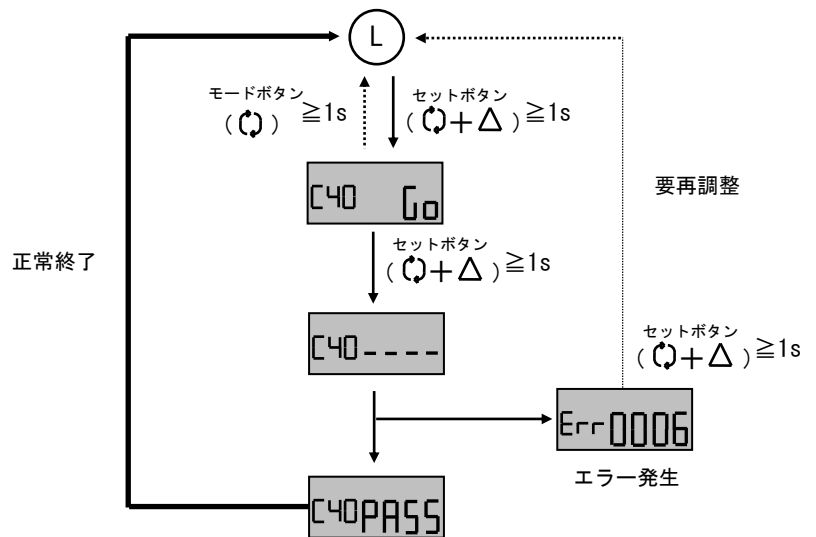 L
モードボタン
( ) ≧1s
セットボタン
( + △ ) ≧1s
C40 Go
要再調整
正常終了
セットボタン
( + △ ) ≧1s
C40----
セットボタン
( + △ ) ≧1s
Err0006
エラー発生
C40PASS